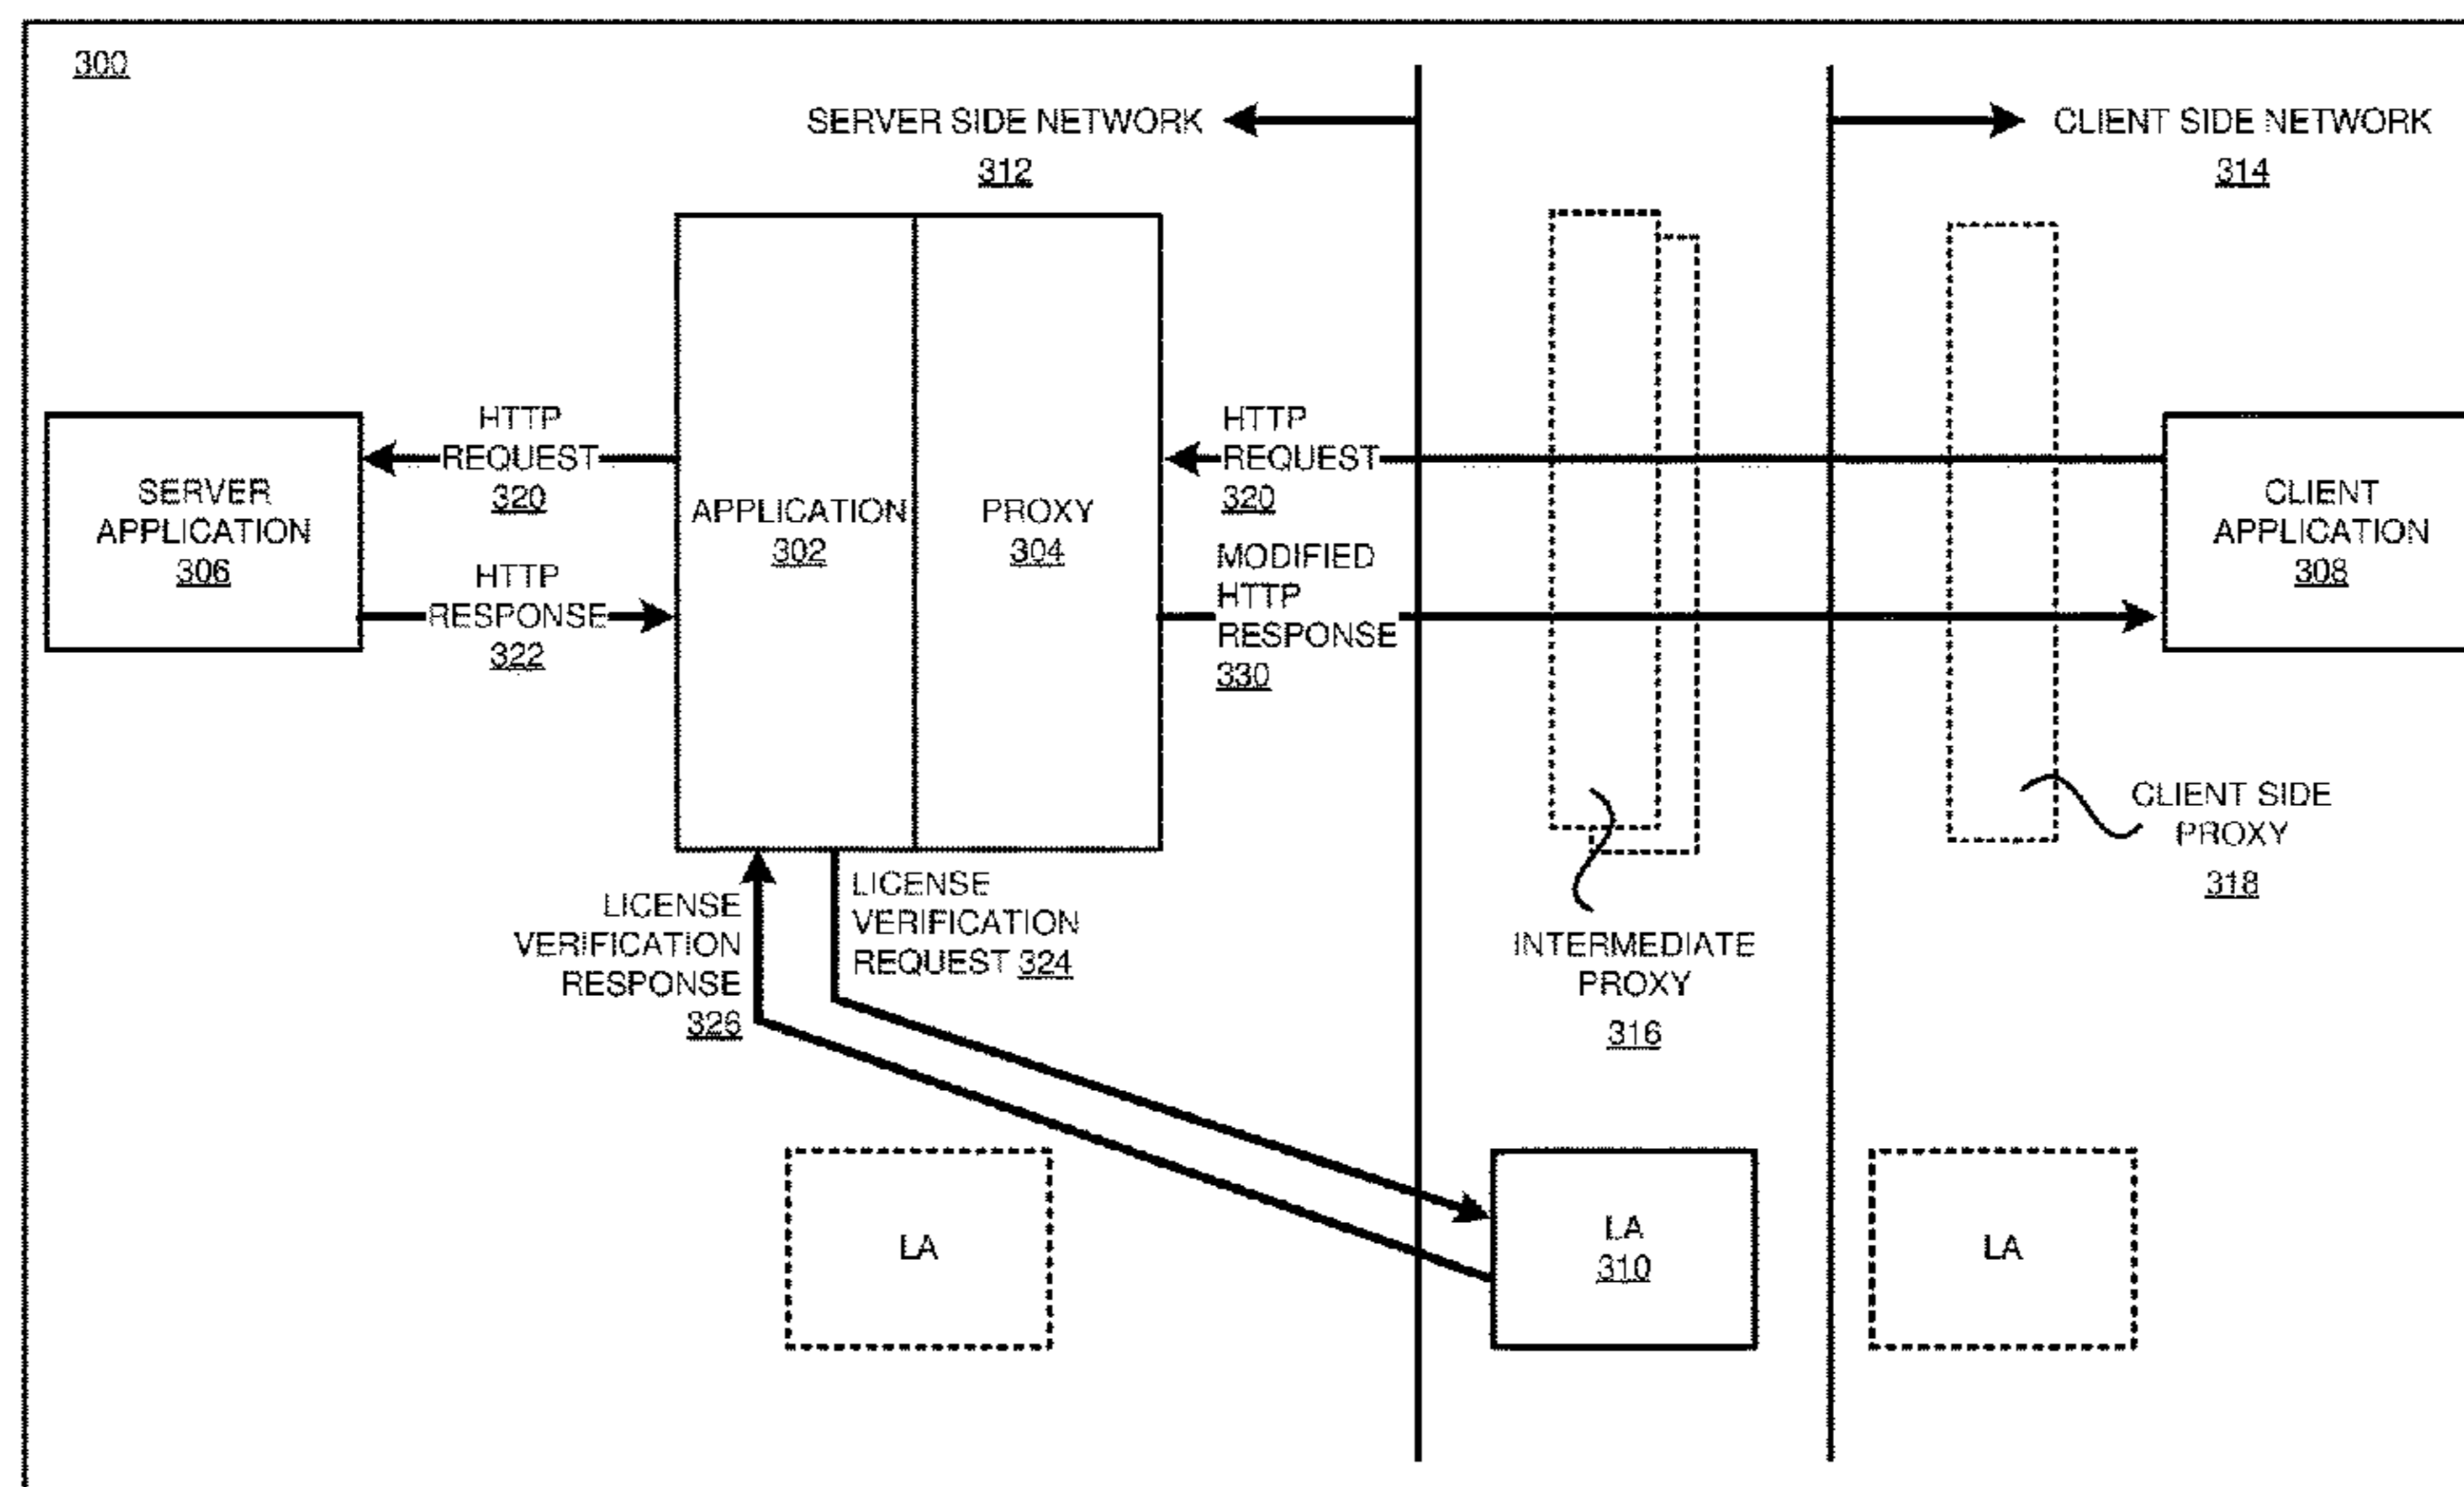 300
SERVER SIDE NETWORK
312
CLIENT SIDE NETWORK
314
SERVER
APPLICATION
306
HTTP
REQUEST
320
HTTP
RESPONSE
322
APPLICATION
302
PROXY
304
HTTP
REQUEST
320
MODIFIED
HTTP
RESPONSE
330
CLIENT
APPLICATION
308
CLIENT SIDE
PROXY
318
LICENSE
VERIFICATION
RESPONSE
326
LICENSE
VERIFICATION
REQUEST 324
INTERMEDIATE
PROXY
316
LA
LA
310
LA